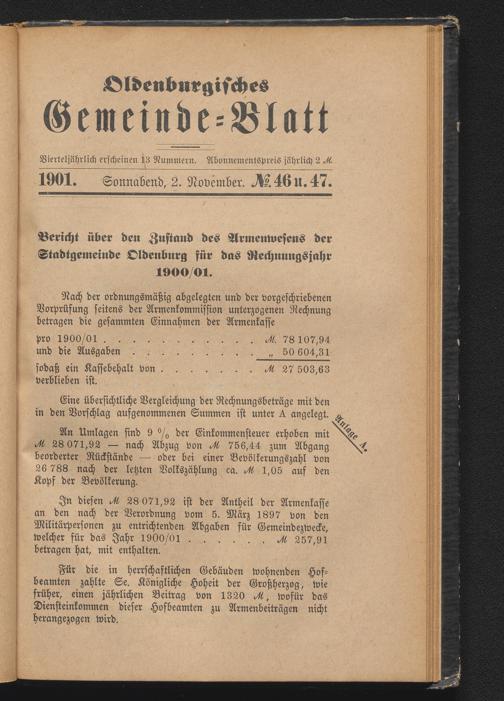 Oldenburgisches
Gemeinde=Blatt
Vierteljährlich erscheinen 13 Nummern. Abonnementspreis jährlich 2 M.
1901. Sonnabend, 2. November. № 46 u. 47.
Bericht über den Zustand des Armenwesens der
Stadtgemeinde Oldenburg für das Rechnungsjahr
1900/01.
Nach der ordnungsmäßig abgelegten und der vorgeschriebenen
Vorprüfung seitens der Armenkommission unterzogenen Rechnung
betragen die gesammten Einnahmen der Armenkasse
pro 1900/01 . . . . . . . . . . . M. 78 107,94
und die Ausgaben . . . . . . . . . „ 50 604,31
sodaß ein Kassebehalt von . . . . . . . M 27 503,63
verblieben ist.
Eine übersichtliche Vergleichung der Rechnungsbeträge mit den
in den Vorschlag aufgenommenen Summen ist unter A angelegt.
Anlage A.
An Umlagen sind 9 % der Einkommensteuer erhoben mit
M 28 071,92 — nach Abzug von M 756,44 zum Abgang
beorderter Rückstände — oder bei einer Bevölkerungszahl von
26 788 nach der letzten Volkszählung ca. M 1,05 auf den
Kopf der Bevölkerung.
In diesen M 28 071,92 ist der Antheil der Armenkasse
an den nach der Verordnung vom 5. März 1897 von den
Militärpersonen zu entrichtenden Abgaben für Gemeindezwecke,
welcher für das Jahr 1900/01 . . . . . . M 257,91
betragen hat, mit enthalten.
Für die in herrschaftlichen Gebäuden wohnenden Hof-
beamten zahlte Se. Königliche Hoheit der Großherzog, wie
früher, einen jährlichen Beitrag von 1320 M, wofür das
Diensteinkommen dieser Hofbeamten zu Armenbeiträgen nicht
herangezogen wird.